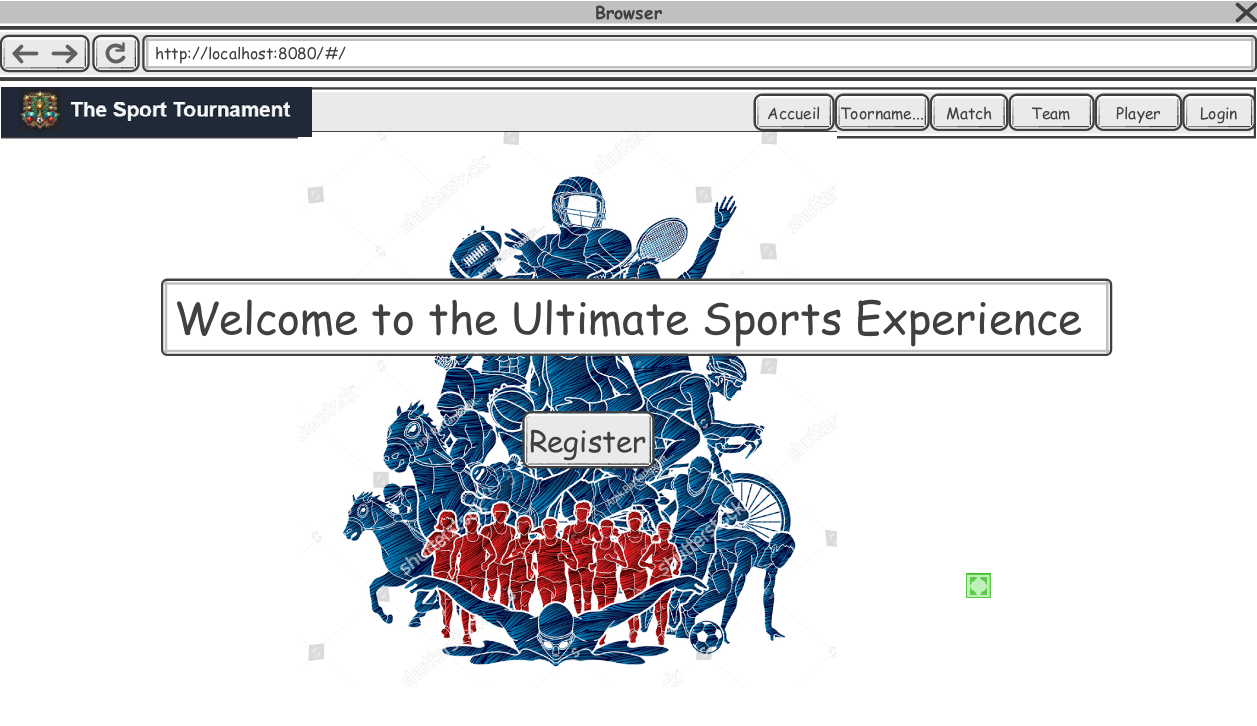 Browser
http://localhost:8080/#/
The Sport Tournament
Accueil
Toorname...
Match
Team
Player
Login
Welcome to the Ultimate Sports Experience
Register
shutterstock
shutterstock